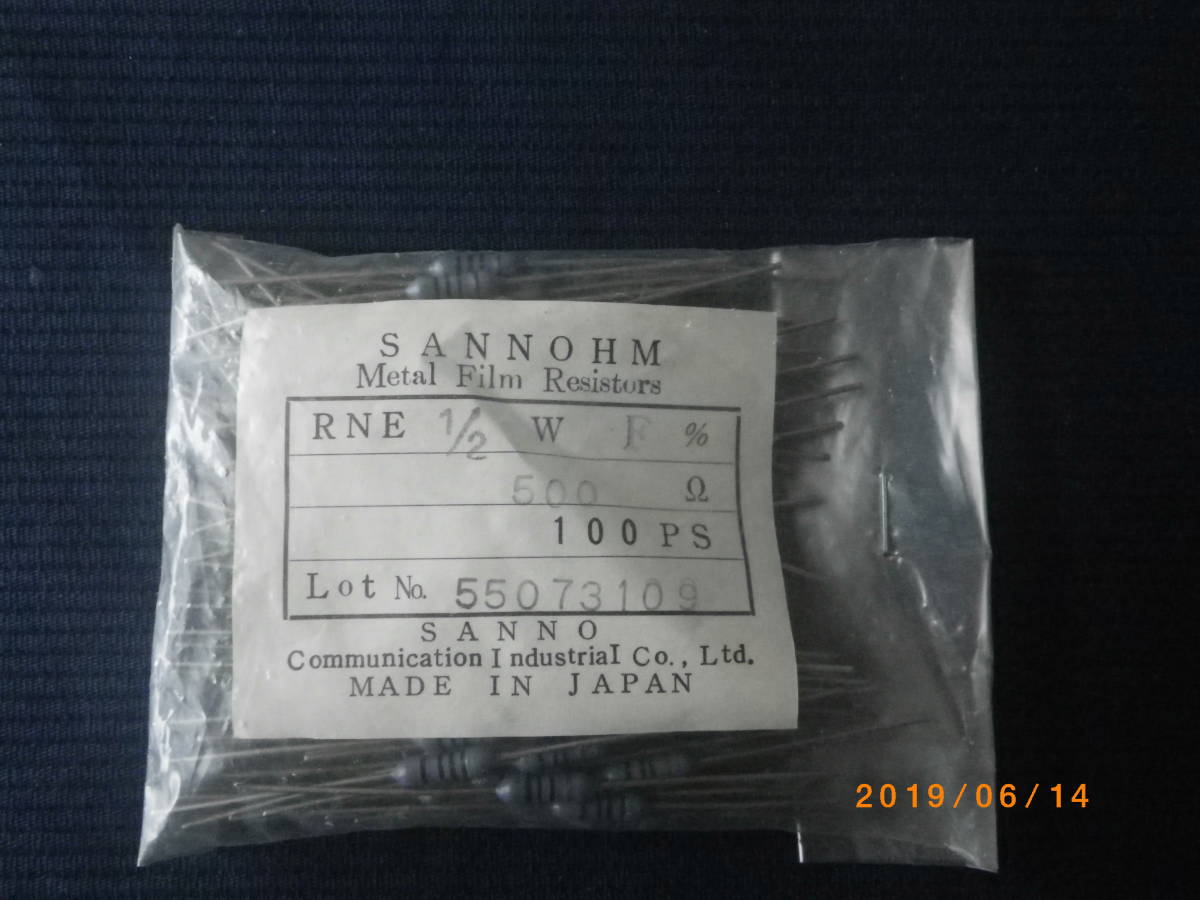 SANNOHM
Metal Film Resistors
RNE 1/2 W F %
500 Ω
100 PS
Lot No. 55073109
SANNO
Communication Industrial Co., Ltd.
MADE IN JAPAN
2019/06/14